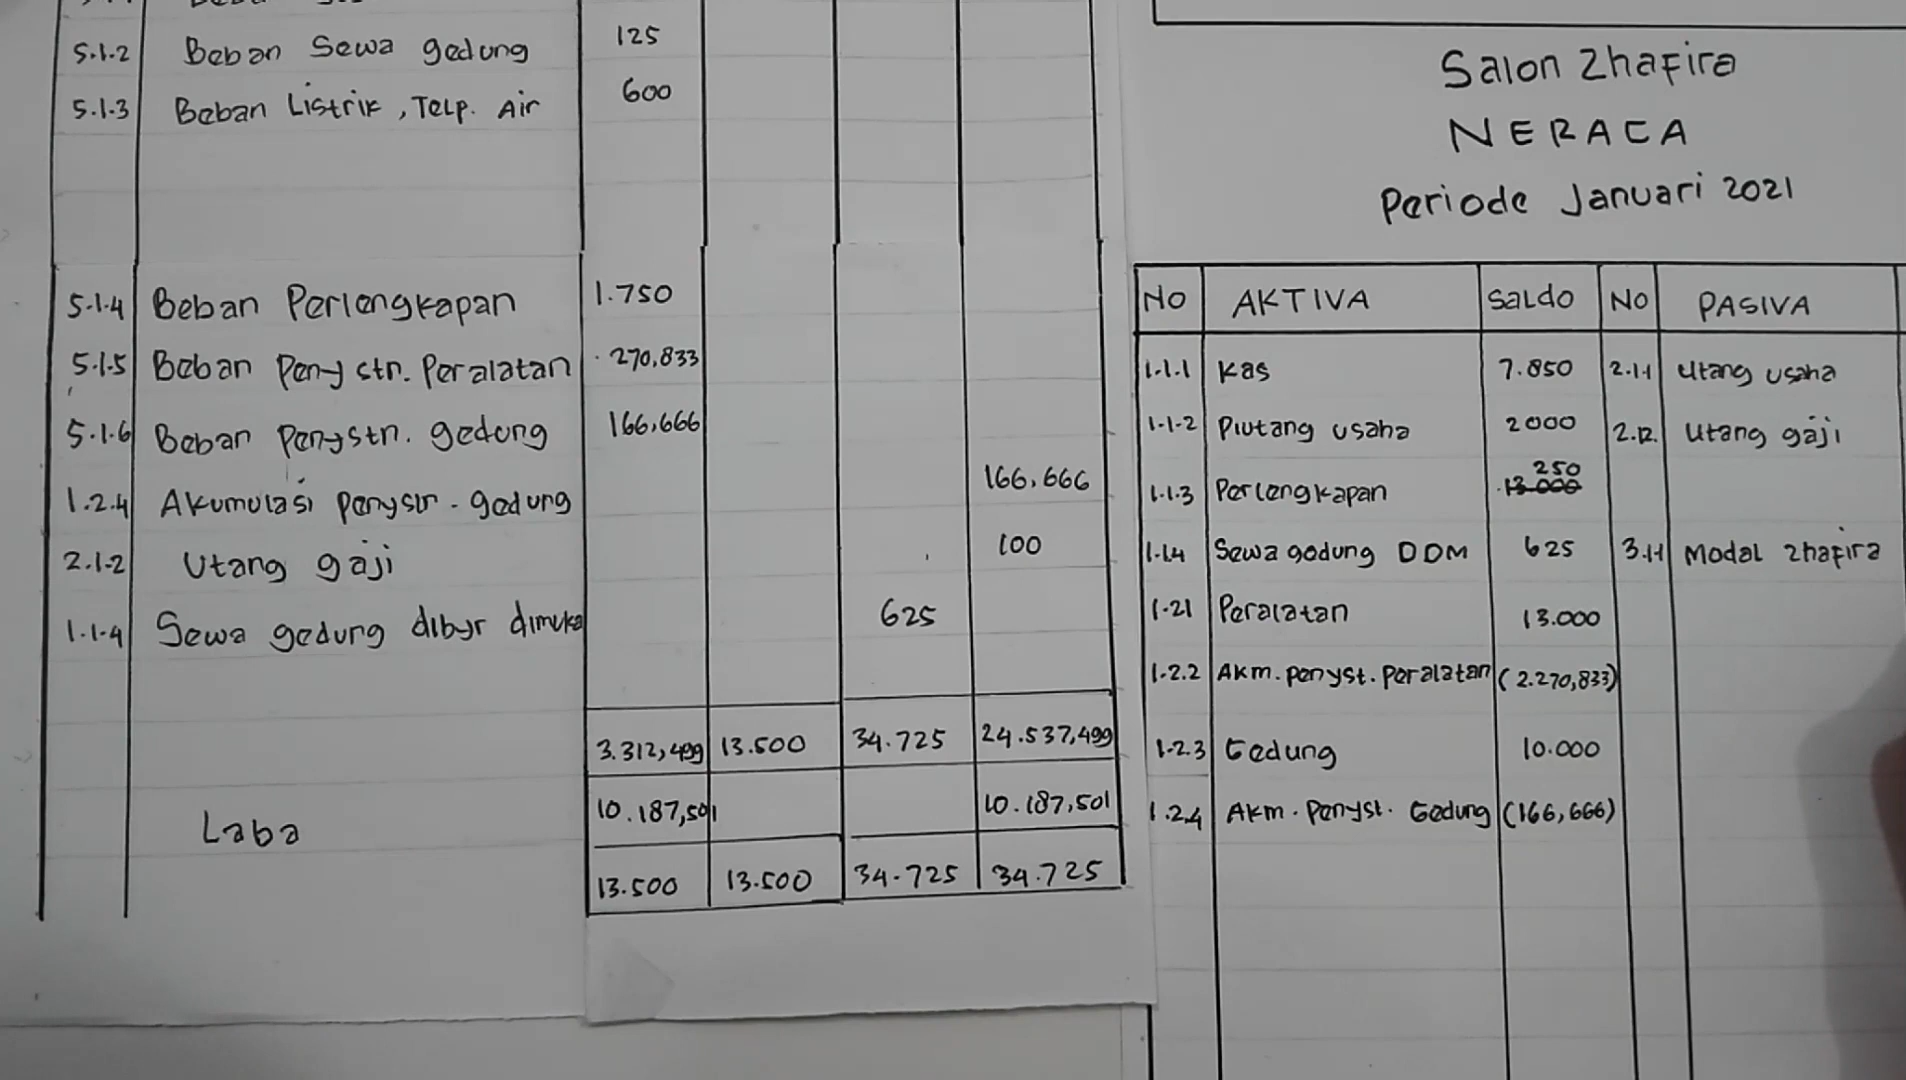 5.1.2 Beban Sewa gedung 125
5.1.3 Beban Listrik, Telp. Air 600
5.1.4 Beban Perlengkapan 1.750
5.1.5 Beban Peny stn. Peralatan 270,833
5.1.6 Beban Penystn. gedung 166,666
1.2.4 Akumulasi penystn. gedung 166,666
2.1.2 Utang gaji 100
1.1.4 Sewa gedung dibyr dimuka 625
3.312,499 13.500 34.725 24.537,499
Laba 10.187,501 10.187,501
13.500 13.500 34.725 34.725
Salon Zhafira
NERACA
Periode Januari 2021
No AKTIVA Saldo No PASIVA
1.1.1 Kas 7.850 2.1.1 Utang usaha
1.1.2 Piutang usaha 2000 2.12. Utang gaji
250
1.1.3 Perlengkapan 13.000
1.1.4 Sewa gedung DDM 625 3.1.1 Modal zhafira
1.21 Peralatan 13.000
1.2.2 Akm. penyst. peralatan (2.270,833)
1.2.3 Gedung 10.000
1.2.4 Akm. Penyst. Gedung (166,666)